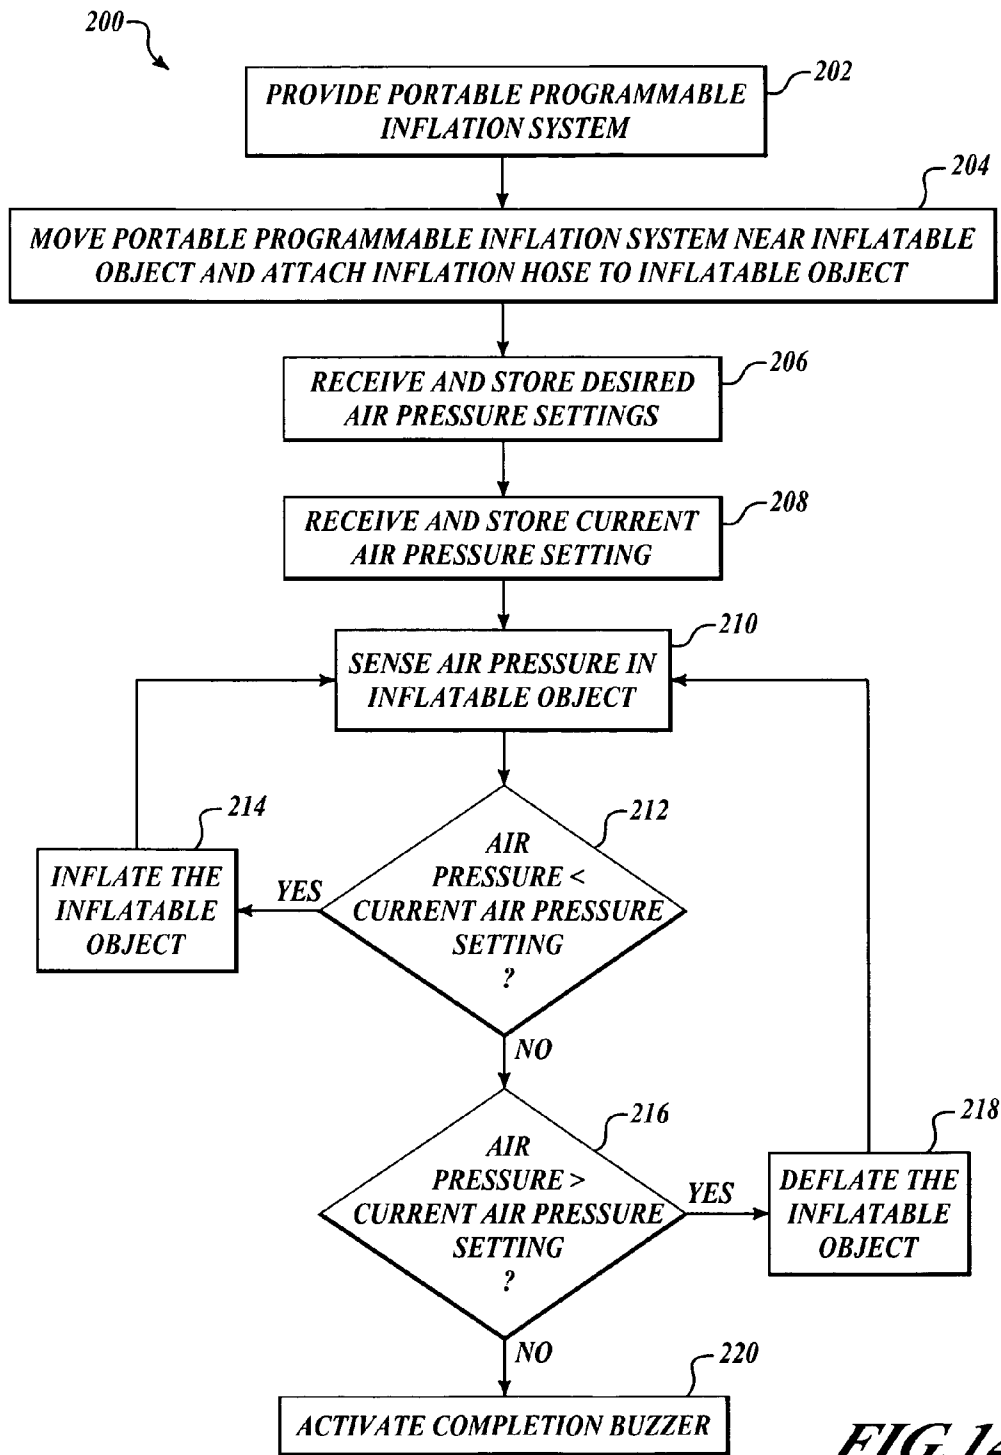 200
202
PROVIDE PORTABLE PROGRAMMABLE
INFLATION SYSTEM
204
MOVE PORTABLE PROGRAMMABLE INFLATION SYSTEM NEAR INFLATABLE
OBJECT AND ATTACH INFLATION HOSE TO INFLATABLE OBJECT
206
RECEIVE AND STORE DESIRED
AIR PRESSURE SETTINGS
208
RECEIVE AND STORE CURRENT
AIR PRESSURE SETTING
210
SENSE AIR PRESSURE IN
INFLATABLE OBJECT
212
AIR
PRESSURE <
CURRENT AIR PRESSURE
SETTING
?
YES
214
INFLATE THE
INFLATABLE
OBJECT
NO
216
AIR
PRESSURE >
CURRENT AIR PRESSURE
SETTING
?
YES
218
DEFLATE THE
INFLATABLE
OBJECT
NO
220
ACTIVATE COMPLETION BUZZER